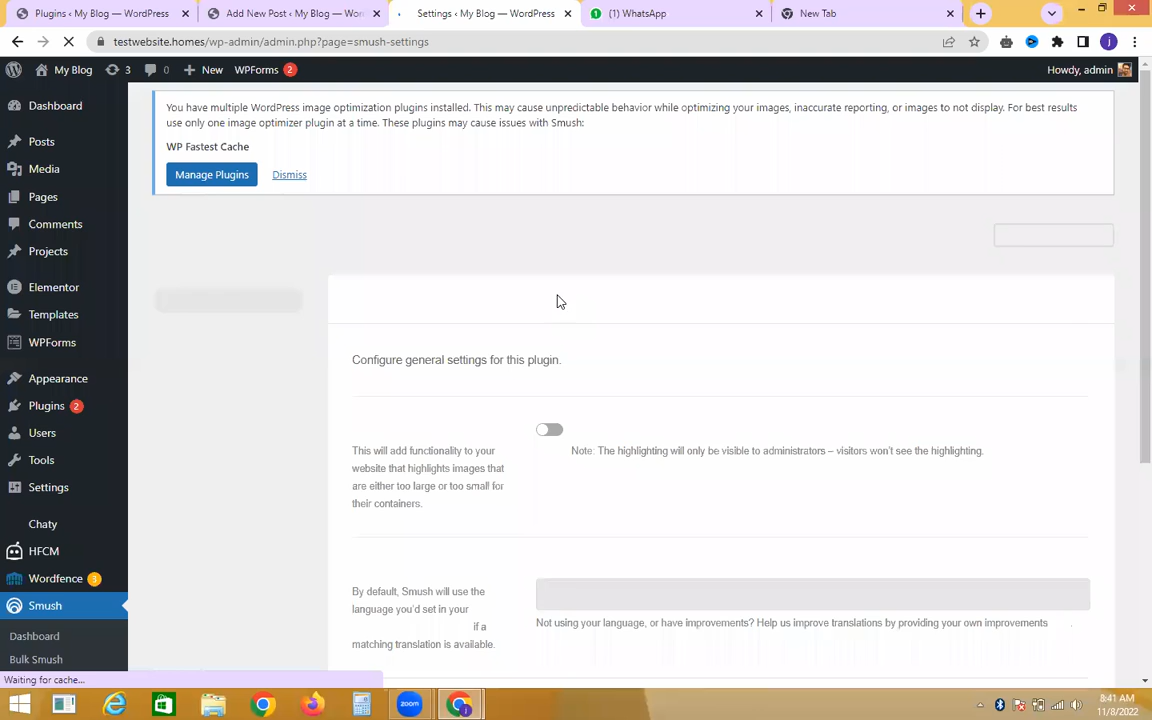 Plugins ‹ My Blog — WordPress
Add New Post ‹ My Blog — Wor
Settings ‹ My Blog — WordPress
1
(1) WhatsApp
New Tab
testwebsite.homes/wp-admin/admin.php?page=smush-settings
j
My Blog
3
0
New
WPForms
2
Howdy, admin
Dashboard
Posts
Media
Pages
Comments
Projects
Elementor
Templates
WPForms
Appearance
Plugins 2
Users
Tools
Settings
Chaty
HFCM
Wordfence 3
Smush
Dashboard
Bulk Smush
You have multiple WordPress image optimization plugins installed. This may cause unpredictable behavior while optimizing your images, inaccurate reporting, or images to not display. For best results
use only one image optimizer plugin at a time. These plugins may cause issues with Smush:
WP Fastest Cache
Manage Plugins
Dismiss
Configure general settings for this plugin.
This will add functionality to your
website that highlights images that
are either too large or too small for
their containers.
Note: The highlighting will only be visible to administrators – visitors won't see the highlighting.
By default, Smush will use the
language you'd set in your
if a
matching translation is available.
Not using your language, or have improvements? Help us improve translations by providing your own improvements .
Waiting for cache...
zoom
j
8:41 AM
11/8/2022